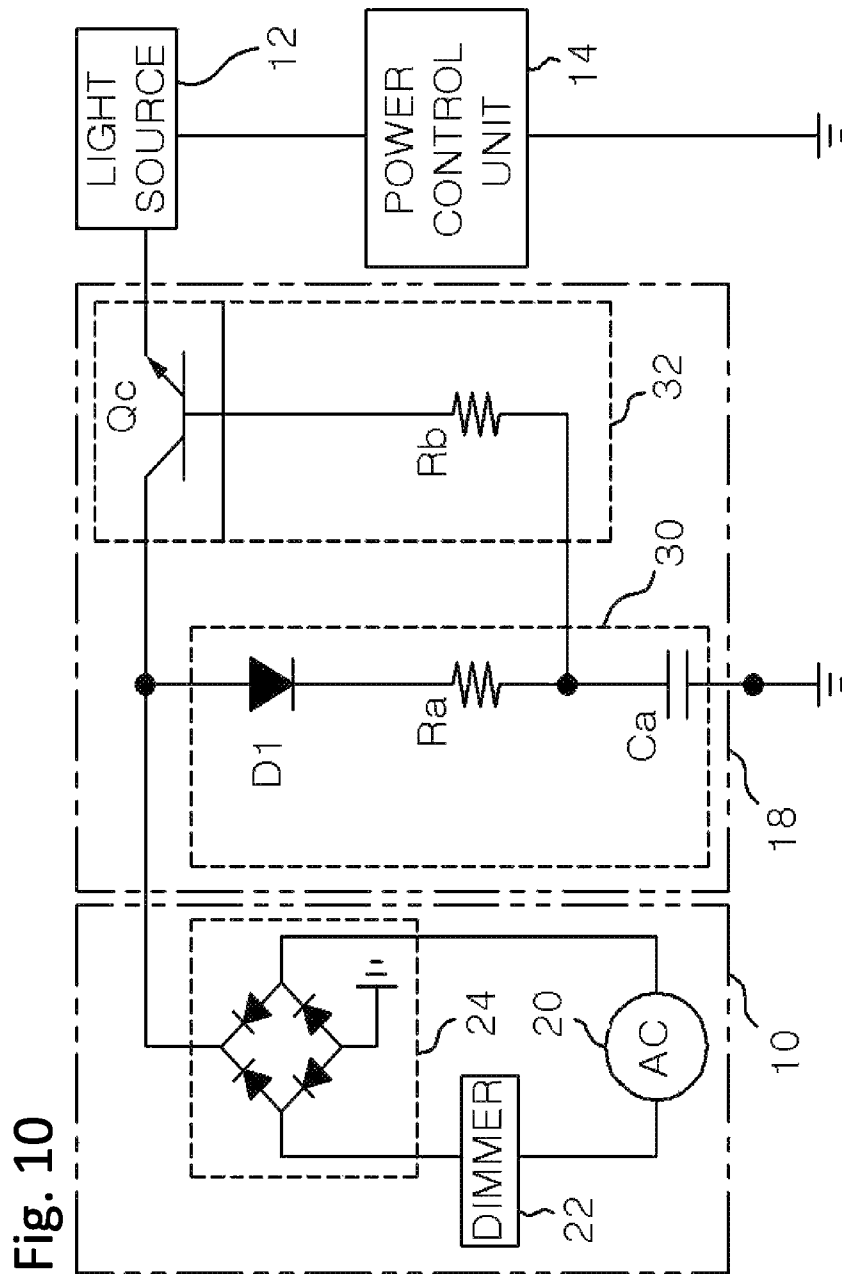 Fig. 10
DIMMER
22
AC
20
24
10
D1
Ra
Ca
30
18
Qc
Rb
32
LIGHT
SOURCE
12
POWER
CONTROL
UNIT
14